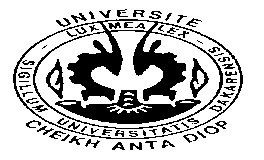 UNIVERSITE
LUX MEA LEX
SIGILLUM UNIVERSITATIS DAKARENSIS
CHEIKH ANTA DIOP